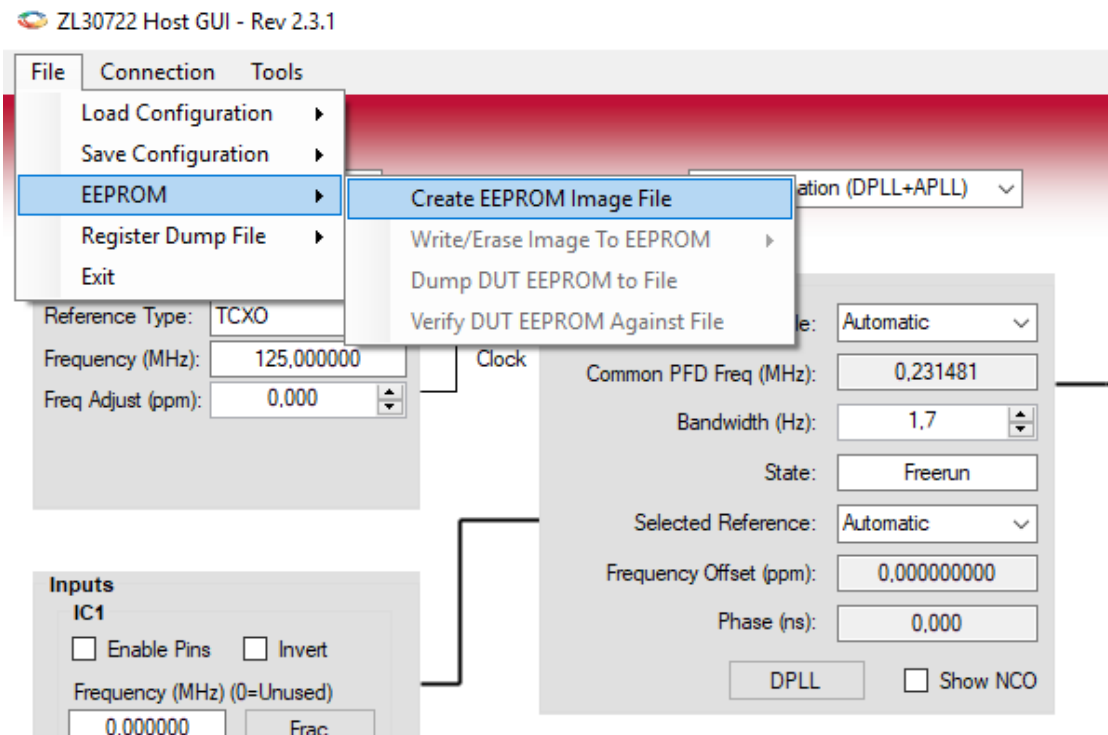 ZL30722 Host GUI - Rev 2.3.1
File Connection Tools
Load Configuration
Save Configuration
EEPROM
Register Dump File
Exit
Create EEPROM Image File
Write/Erase Image To EEPROM
Dump DUT EEPROM to File
Verify DUT EEPROM Against File
ation (DPLL+APLL)
Reference Type: TCXO
Frequency (MHz): 125,000000
Freq Adjust (ppm): 0,000
Clock
le: Automatic
Common PFD Freq (MHz): 0,231481
Bandwidth (Hz): 1,7
State: Freerun
Selected Reference: Automatic
Frequency Offset (ppm): 0,000000000
Phase (ns): 0,000
DPLL Show NCO
Inputs
IC1
Enable Pins Invert
Frequency (MHz) (0=Unused)
0,000000 Frac